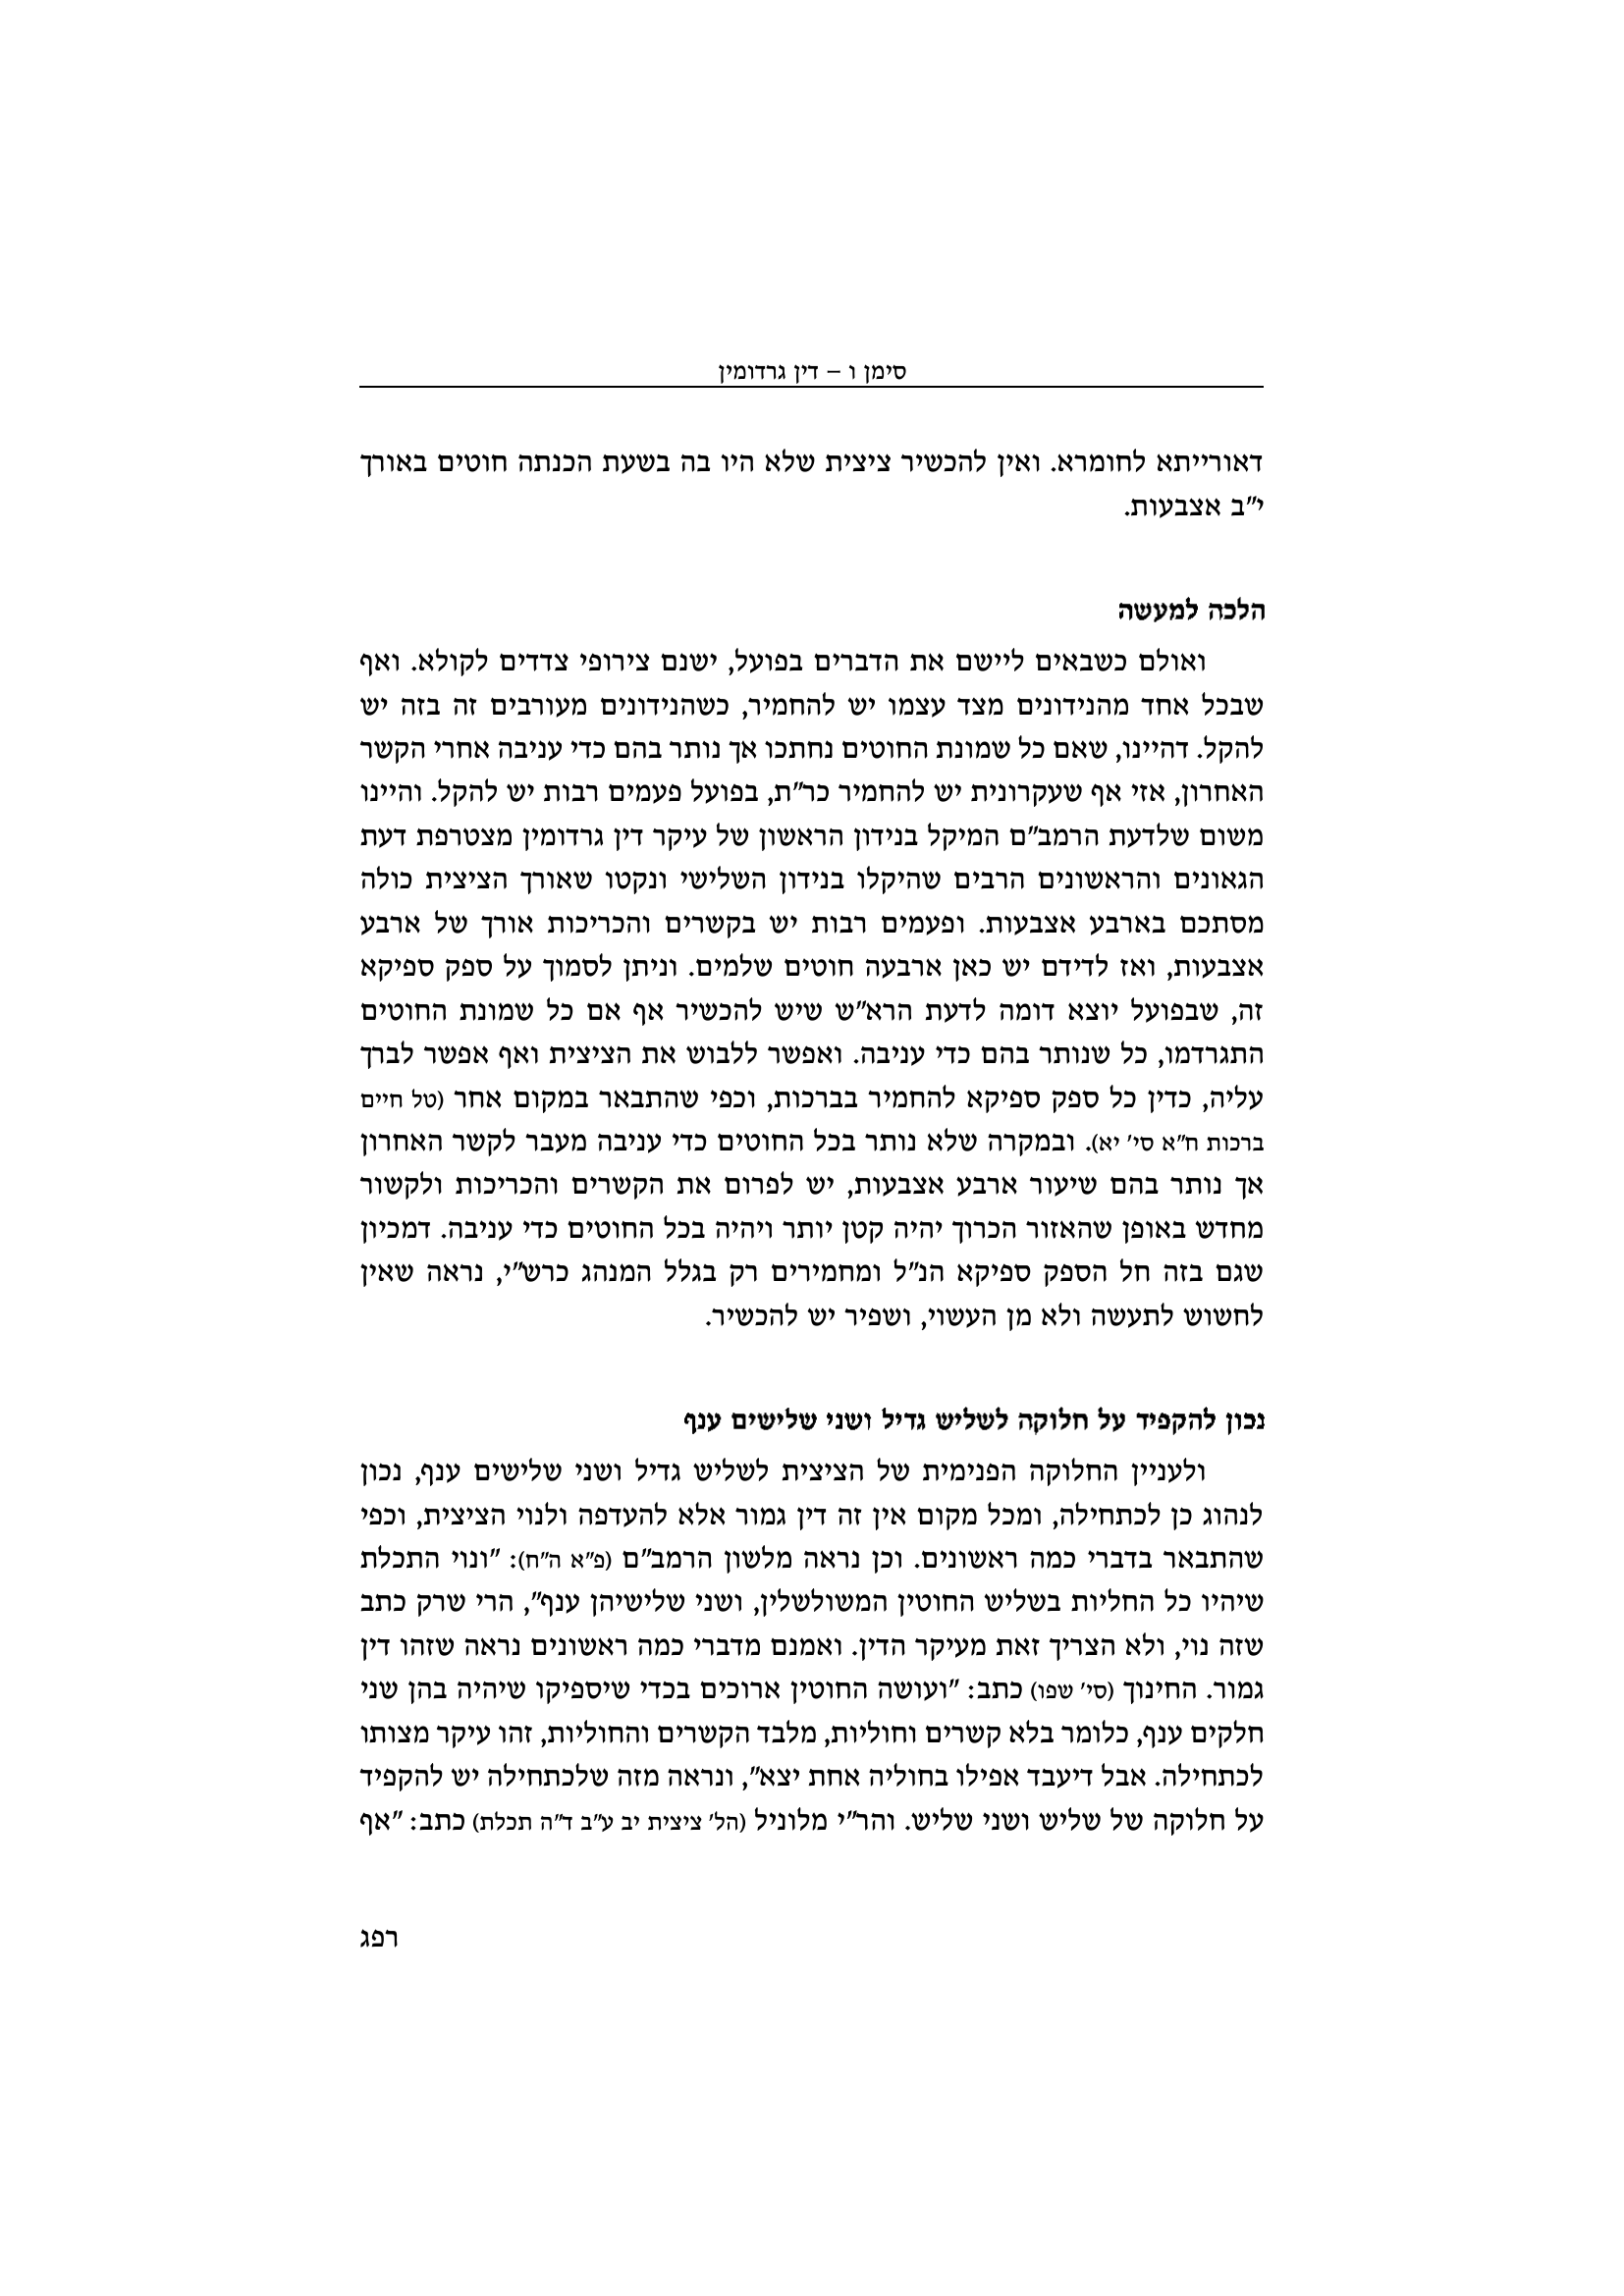 סימן ו – דין גרדומין
דאורייתא לחומרא. ואין להכשיר ציצית שלא היו בה בשעת הכנתה חוטים באורך
י"ב אצבעות.
הלכה למעשה
ואולם כשבאים ליישם את הדברים בפועל, ישנם צירופי צדדים לקולא. ואף
שבכל אחד מהנידונים מצד עצמו יש להחמיר, כשהנידונים מעורבים זה בזה יש
להקל. דהיינו, שאם כל שמונת החוטים נחתכו אך נותר בהם כדי עניבה אחרי הקשר
האחרון, אזי אף שעקרונית יש להחמיר כר"ת, בפועל פעמים רבות יש להקל. והיינו
משום שלדעת הרמב"ם המיקל בנידון הראשון של עיקר דין גרדומין מצטרפת דעת
הגאונים והראשונים הרבים שהיקלו בנידון השלישי ונקטו שאורך הציצית כולה
מסתכם בארבע אצבעות. ופעמים רבות יש בקשרים והכריכות אורך של ארבע
אצבעות, ואז לדידם יש כאן ארבעה חוטים שלמים. וניתן לסמוך על ספק ספיקא
זה, שבפועל יוצא דומה לדעת הרא"ש שיש להכשיר אף אם כל שמונת החוטים
התגרדמו, כל שנותר בהם כדי עניבה. ואפשר ללבוש את הציצית ואף אפשר לברך
עליה, כדין כל ספק ספיקא להחמיר בברכות, וכפי שהתבאר במקום אחר (טל חיים
ברכות ח"א סי' יא). ובמקרה שלא נותר בכל החוטים כדי עניבה מעבר לקשר האחרון
אך נותר בהם שיעור ארבע אצבעות, יש לפרום את הקשרים והכריכות ולקשור
מחדש באופן שהאזור הכרוך יהיה קטן יותר ויהיה בכל החוטים כדי עניבה. דמכיון
שגם בזה חל הספק ספיקא הנ"ל ומחמירים רק בגלל המנהג כרש"י, נראה שאין
לחשוש לתעשה ולא מן העשוי, ושפיר יש להכשיר.
נכון להקפיד על חלוקה לשליש גדיל ושני שלישים ענף
ולעניין החלוקה הפנימית של הציצית לשליש גדיל ושני שלישים ענף, נכון
לנהוג כן לכתחילה, ומכל מקום אין זה דין גמור אלא להעדפה ולנוי הציצית, וכפי
שהתבאר בדברי כמה ראשונים. וכן נראה מלשון הרמב"ם (פ"א ה"ח): "ונוי התכלת
שיהיו כל החליות בשליש החוטין המשולשלין, ושני שלישיהן ענף", הרי שרק כתב
שזה נוי, ולא הצריך זאת מעיקר הדין. ואמנם מדברי כמה ראשונים נראה שזהו דין
גמור. החינוך (סי' שפו) כתב: "ועושה החוטין ארוכים בכדי שיספיקו שיהיה בהן שני
חלקים ענף, כלומר בלא קשרים וחוליות, מלבד הקשרים והחוליות, זהו עיקר מצותו
לכתחילה. אבל דיעבד אפילו בחוליה אחת יצא", ונראה מזה שלכתחילה יש להקפיד
על חלוקה של שליש ושני שליש. והר"י מלוניל (הל' ציצית יב ע"ב ד"ה תכלת) כתב: "אף
רפג